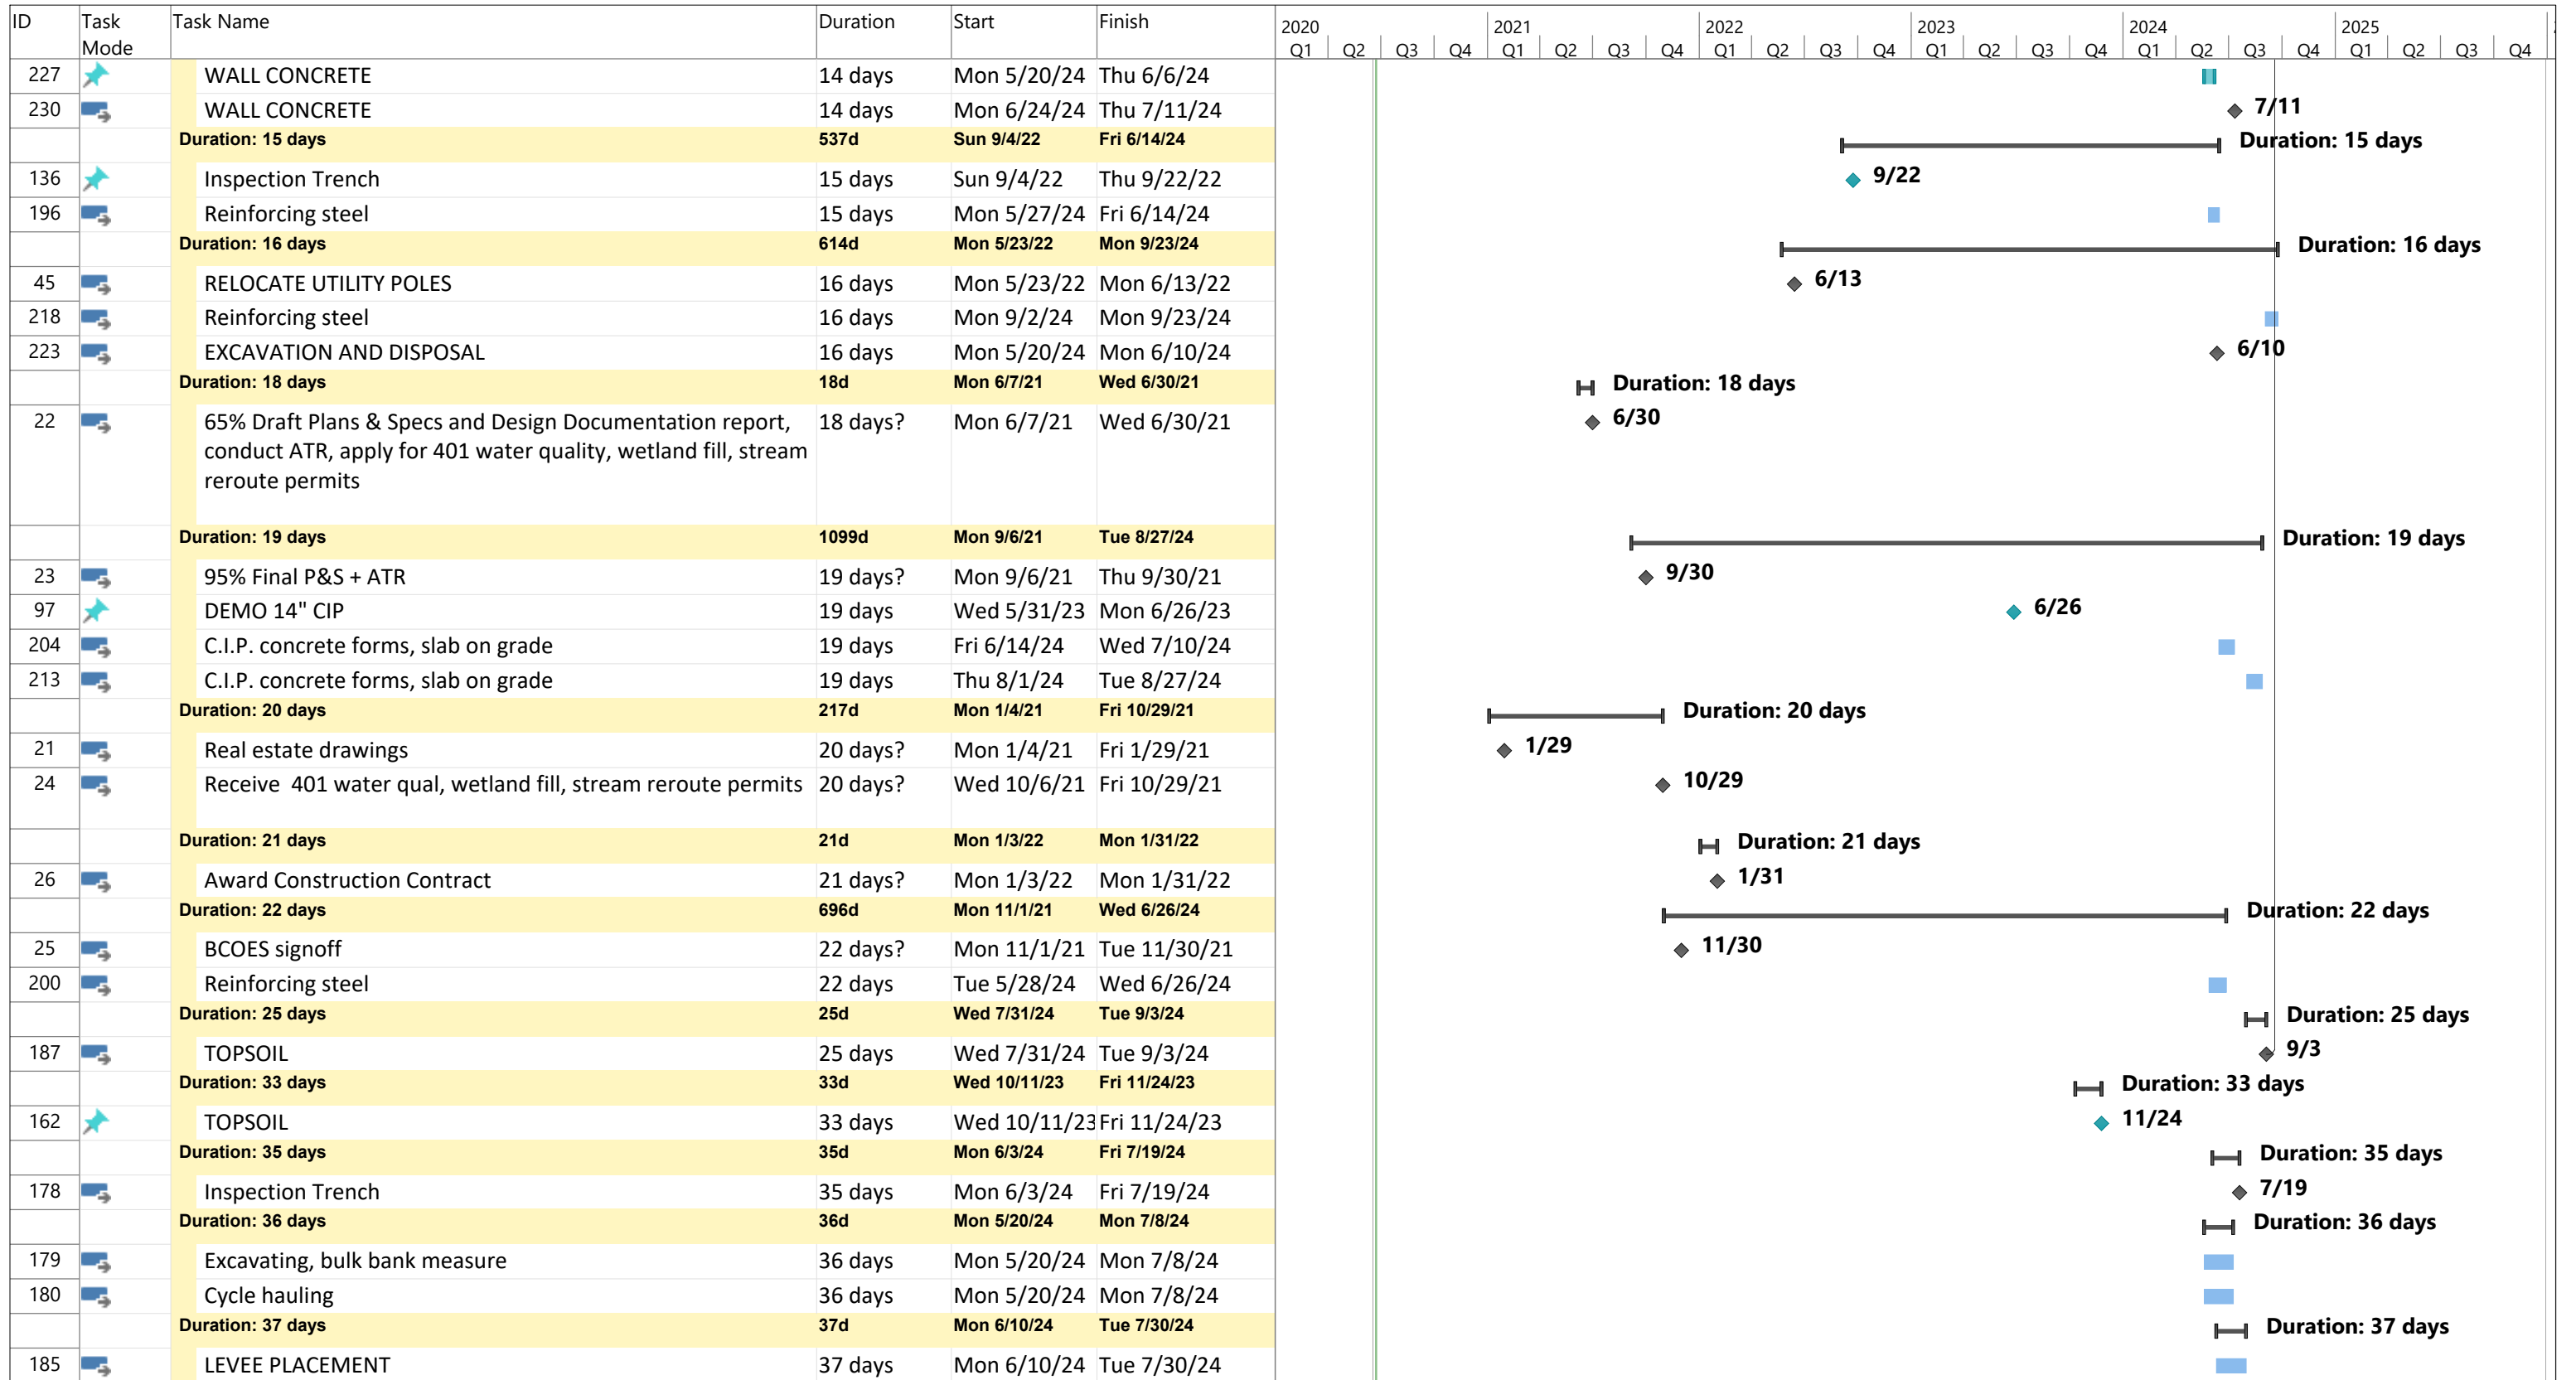 ID Task Mode Task Name Duration Start Finish
2020 2021 2022 2023 2024 2025
Q1 Q2 Q3 Q4 Q1 Q2 Q3 Q4 Q1 Q2 Q3 Q4 Q1 Q2 Q3 Q4 Q1 Q2 Q3 Q4 Q1 Q2 Q3 Q4
227 WALL CONCRETE 14 days Mon 5/20/24 Thu 6/6/24
230 WALL CONCRETE 14 days Mon 6/24/24 Thu 7/11/24 7/11
Duration: 15 days 537d Sun 9/4/22 Fri 6/14/24 Duration: 15 days
136 Inspection Trench 15 days Sun 9/4/22 Thu 9/22/22 9/22
196 Reinforcing steel 15 days Mon 5/27/24 Fri 6/14/24
Duration: 16 days 614d Mon 5/23/22 Mon 9/23/24 Duration: 16 days
45 RELOCATE UTILITY POLES 16 days Mon 5/23/22 Mon 6/13/22 6/13
218 Reinforcing steel 16 days Mon 9/2/24 Mon 9/23/24
223 EXCAVATION AND DISPOSAL 16 days Mon 5/20/24 Mon 6/10/24 6/10
Duration: 18 days 18d Mon 6/7/21 Wed 6/30/21 Duration: 18 days
22 65% Draft Plans & Specs and Design Documentation report, 18 days? Mon 6/7/21 Wed 6/30/21 6/30
conduct ATR, apply for 401 water quality, wetland fill, stream
reroute permits
Duration: 19 days 1099d Mon 9/6/21 Tue 8/27/24 Duration: 19 days
23 95% Final P&S + ATR 19 days? Mon 9/6/21 Thu 9/30/21 9/30
97 DEMO 14" CIP 19 days Wed 5/31/23 Mon 6/26/23 6/26
204 C.I.P. concrete forms, slab on grade 19 days Fri 6/14/24 Wed 7/10/24
213 C.I.P. concrete forms, slab on grade 19 days Thu 8/1/24 Tue 8/27/24
Duration: 20 days 217d Mon 1/4/21 Fri 10/29/21 Duration: 20 days
21 Real estate drawings 20 days? Mon 1/4/21 Fri 1/29/21 1/29
24 Receive  401 water qual, wetland fill, stream reroute permits 20 days? Wed 10/6/21 Fri 10/29/21 10/29
Duration: 21 days 21d Mon 1/3/22 Mon 1/31/22 Duration: 21 days
26 Award Construction Contract 21 days? Mon 1/3/22 Mon 1/31/22 1/31
Duration: 22 days 696d Mon 11/1/21 Wed 6/26/24 Duration: 22 days
25 BCOES signoff 22 days? Mon 11/1/21 Tue 11/30/21 11/30
200 Reinforcing steel 22 days Tue 5/28/24 Wed 6/26/24
Duration: 25 days 25d Wed 7/31/24 Tue 9/3/24 Duration: 25 days
187 TOPSOIL 25 days Wed 7/31/24 Tue 9/3/24 9/3
Duration: 33 days 33d Wed 10/11/23 Fri 11/24/23 Duration: 33 days
162 TOPSOIL 33 days Wed 10/11/23 Fri 11/24/23 11/24
Duration: 35 days 35d Mon 6/3/24 Fri 7/19/24 Duration: 35 days
178 Inspection Trench 35 days Mon 6/3/24 Fri 7/19/24 7/19
Duration: 36 days 36d Mon 5/20/24 Mon 7/8/24 Duration: 36 days
179 Excavating, bulk bank measure 36 days Mon 5/20/24 Mon 7/8/24
180 Cycle hauling 36 days Mon 5/20/24 Mon 7/8/24
Duration: 37 days 37d Mon 6/10/24 Tue 7/30/24 Duration: 37 days
185 LEVEE PLACEMENT 37 days Mon 6/10/24 Tue 7/30/24